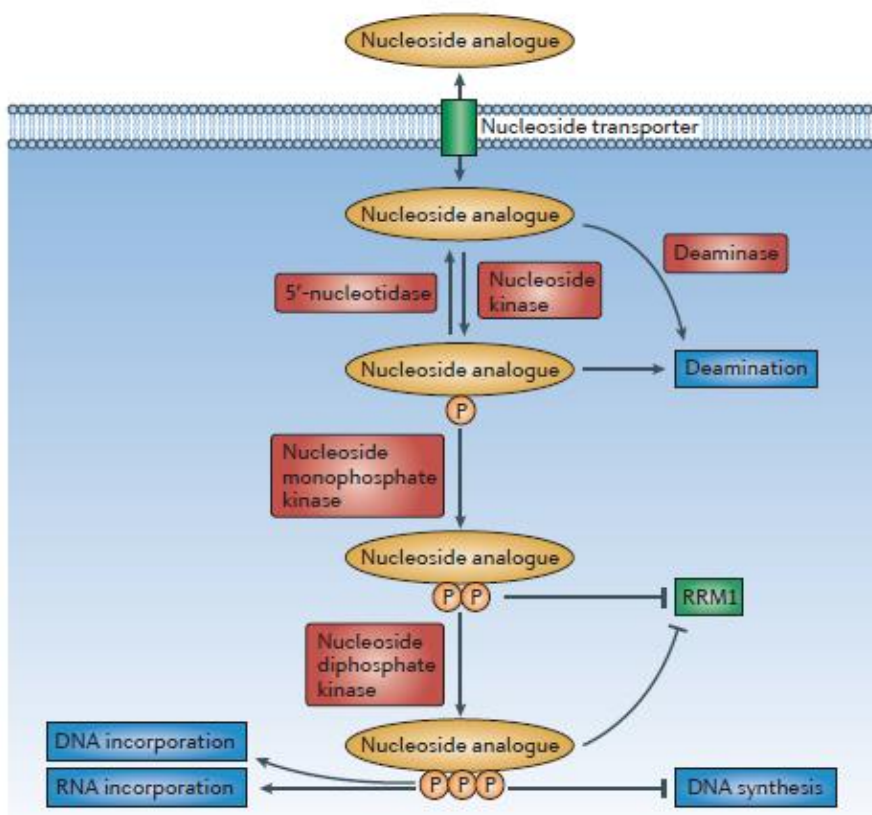 Nucleoside analogue
Nucleoside transporter
Nucleoside analogue
Deaminase
5′-nucleotidase
Nucleoside
kinase
Nucleoside analogue
Deamination
P
Nucleoside
monophosphate
kinase
Nucleoside analogue
P P
RRM1
Nucleoside
diphosphate
kinase
Nucleoside analogue
DNA incorporation
RNA incorporation
P P P
DNA synthesis